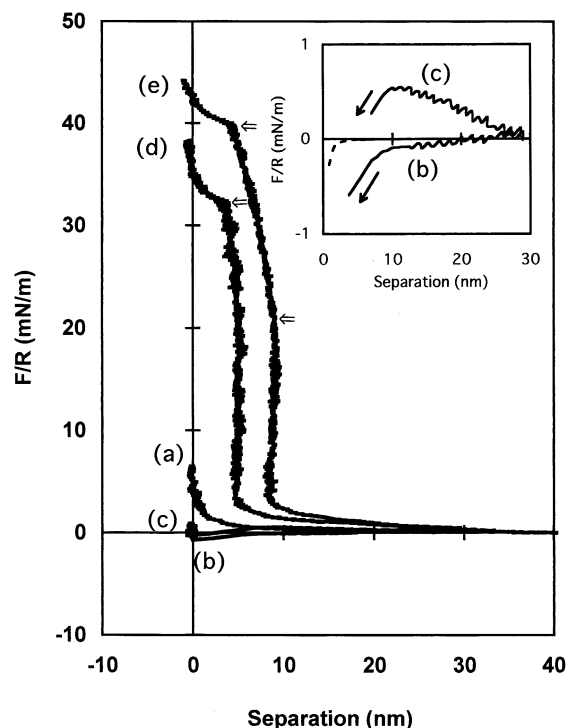 50
40
30
20
10
0
-10
F/R (mN/m)
-10
0
10
20
30
40
Separation (nm)
(e)
(d)
(a)
(c)
(b)
⇐
⇐
⇐
1
0
-1
F/R (mN/m)
0
10
20
30
Separation (nm)
(c)
(b)